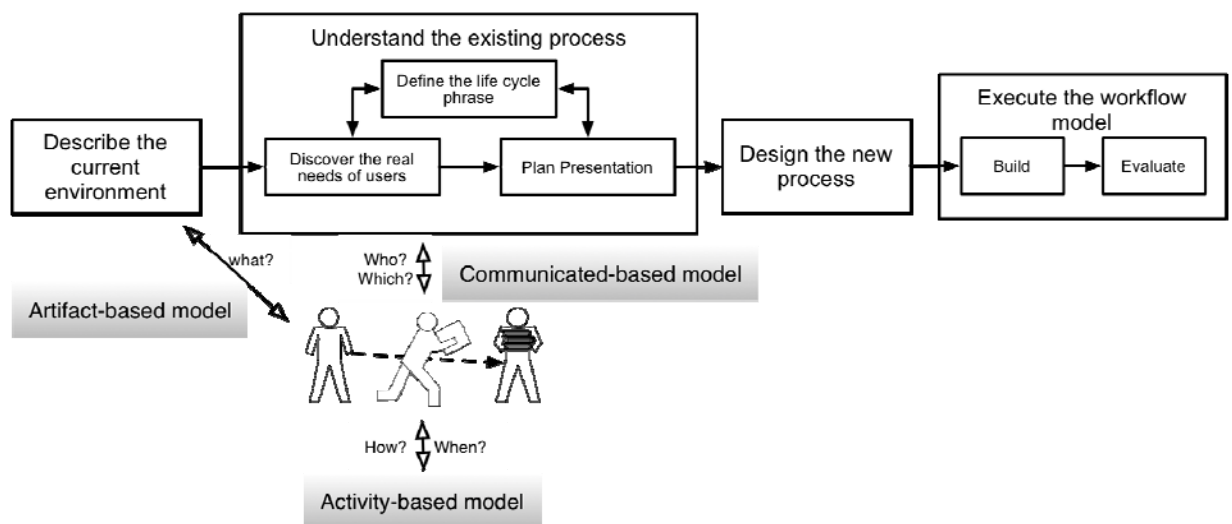 Understand the existing process
Define the life cycle
phrase
Execute the workflow
model
Describe the
current
environment
Discover the real
needs of users
Plan Presentation
Design the new
process
Build
Evaluate
what?
Who?
Which?
Communicated-based model
Artifact-based model
How?
When?
Activity-based model